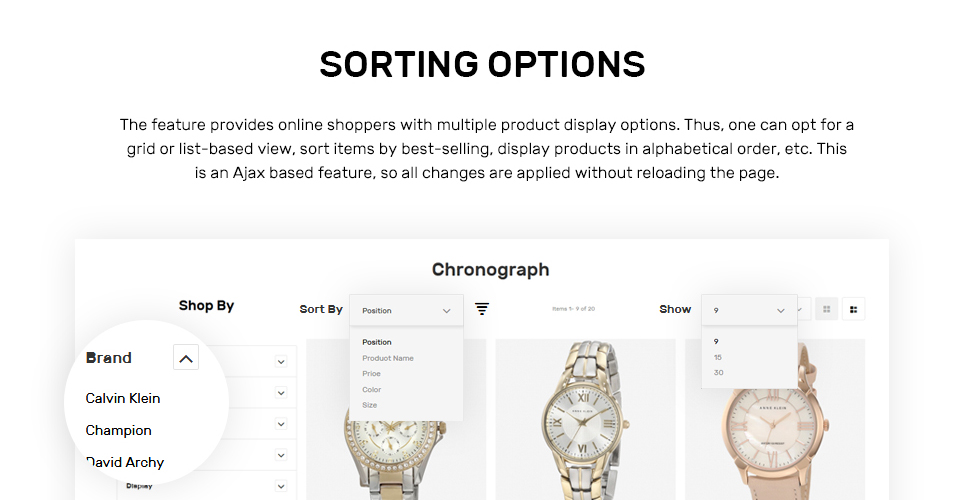 SORTING OPTIONS
The feature provides online shoppers with multiple product display options. Thus, one can opt for a
grid or list-based view, sort items by best-selling, display products in alphabetical order, etc. This
is an Ajax based feature, so all changes are applied without reloading the page.
Chronograph
Shop By
Sort By
Position
Items 1- 9 of 20
Show
9
Position
Product Name
Price
Color
Size
9
15
30
Brand
Calvin Klein
Champion
David Archy
Display
ANNE KLEIN
ANNE KLEIN